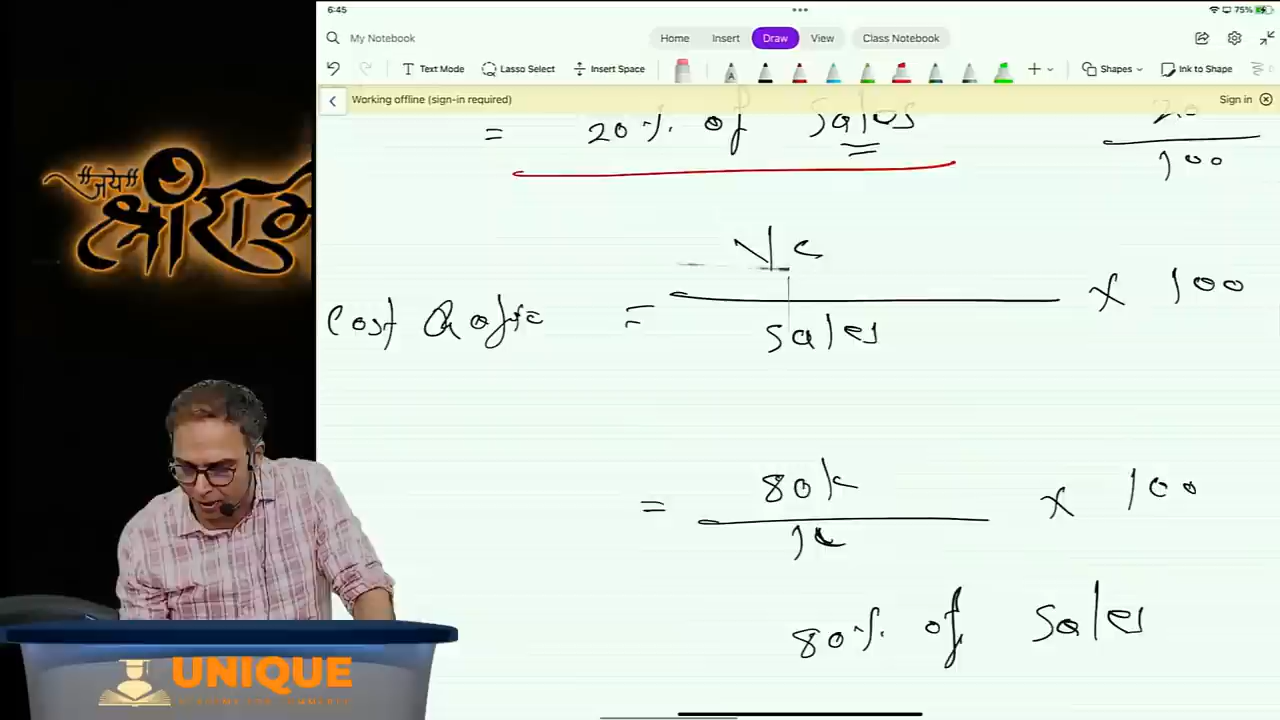 6:45
75%
My Notebook
Home Insert Draw View Class Notebook
Text Mode Lasso Select Insert Space Shapes Ink to Shape
Working offline (sign-in required) Sign in
= 20% of sales
20
100
"जय"
श्रीराम
Cost Ratio = VC
sales
× 100
= 80k
1L
× 100
80% of sales
UNIQUE